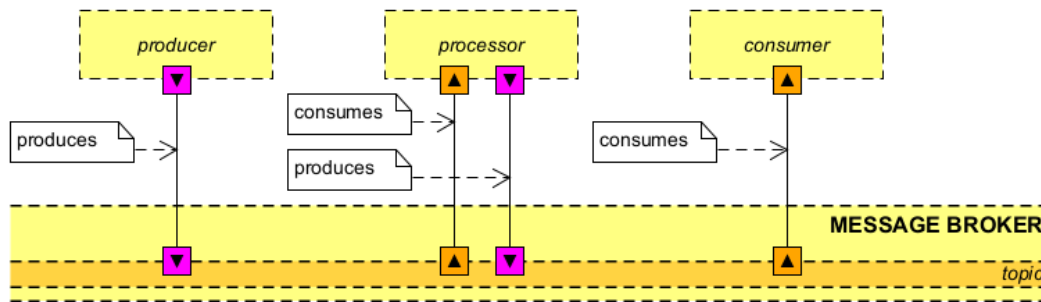 producer
processor
consumer
consumes
produces
consumes
produces
MESSAGE BROKER
topic